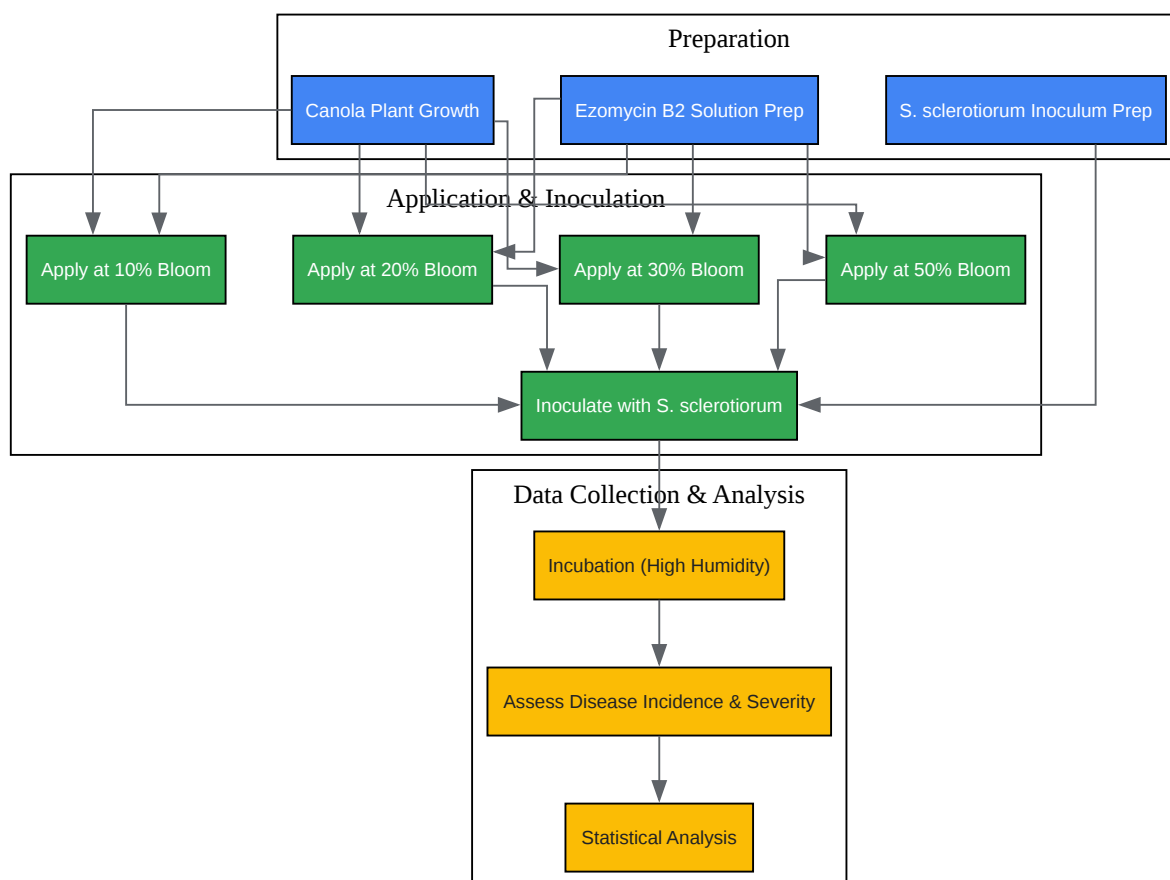 Preparation
Canola Plant Growth
Ezomycin B2 Solution Prep
S. sclerotiorum Inoculum Prep
Application & Inoculation
Apply at 10% Bloom
Apply at 20% Bloom
Apply at 30% Bloom
Apply at 50% Bloom
Inoculate with S. sclerotiorum
Data Collection & Analysis
Incubation (High Humidity)
Assess Disease Incidence & Severity
Statistical Analysis